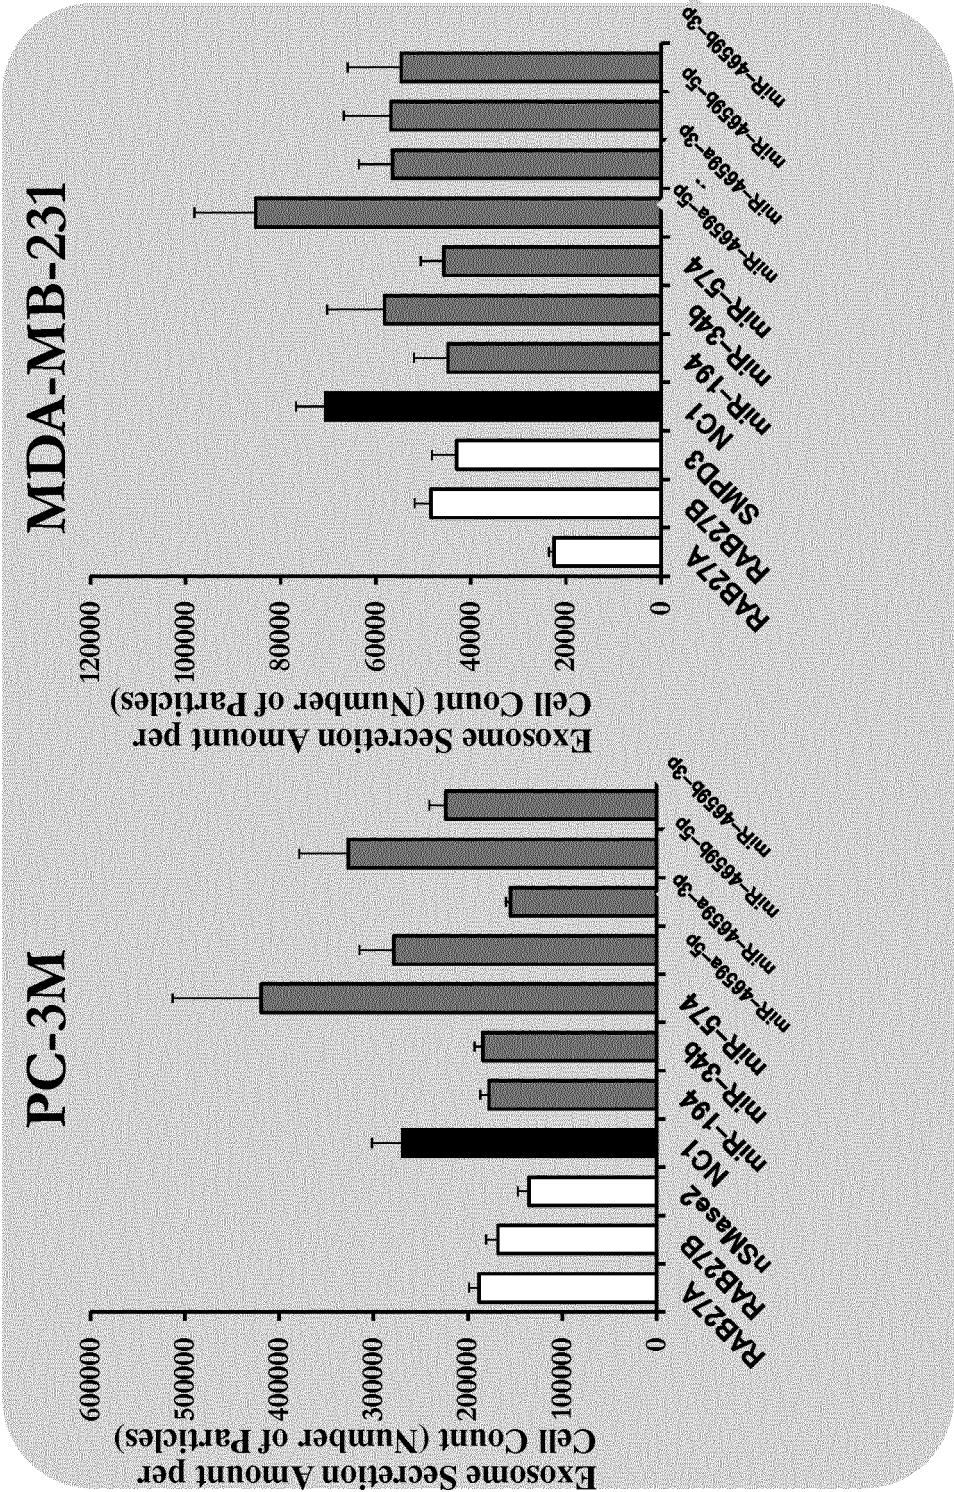 PC-3M
Exosome Secretion Amount per
Cell Count (Number of Particles)
600000
500000
400000
300000
200000
100000
0
RAB27A
RAB27B
nSMase2
NC1
miR-194
miR-34b
miR-574
miR-4659a-5p
miR-4659a-3p
miR-4659b-5p
miR-4659b-3p
MDA-MB-231
Exosome Secretion Amount per
Cell Count (Number of Particles)
120000
100000
80000
60000
40000
20000
0
RAB27A
RAB27B
SMPD3
NC1
miR-194
miR-34b
miR-574
miR-4659a-5p
miR-4659a-3p
miR-4659b-5p
miR-4659b-3p